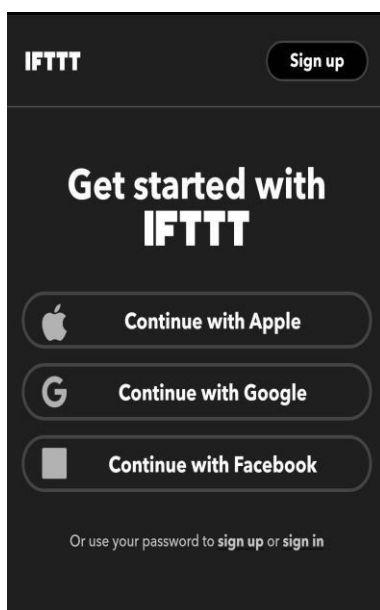 IFTTT
Sign up
Get started with
IFTTT
Continue with Apple
G
Continue with Google
Continue with Facebook
Or use your password to sign up or sign in